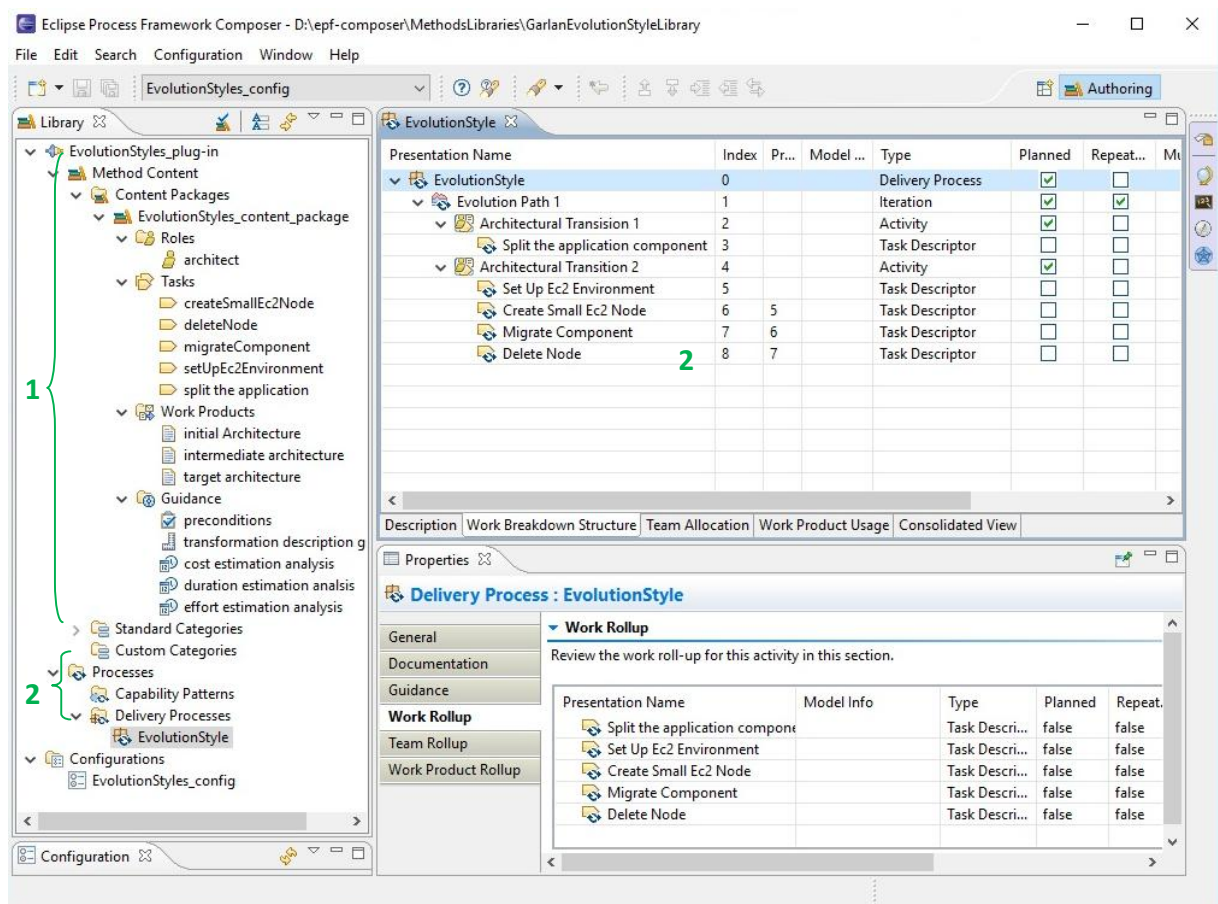 Eclipse Process Framework Composer - D:\epf-composer\MethodsLibraries\GarlanEvolutionStyleLibrary
File Edit Search Configuration Window Help
EvolutionStyles_config
Authoring
Library
EvolutionStyles_plug-in
Method Content
Content Packages
EvolutionStyles_content_package
Roles
architect
Tasks
createSmallEc2Node
deleteNode
migrateComponent
setUpEc2Environment
split the application
Work Products
initial Architecture
intermediate architecture
target architecture
Guidance
preconditions
transformation description g
cost estimation analysis
duration estimation analsis
effort estimation analysis
Standard Categories
Custom Categories
Processes
Capability Patterns
Delivery Processes
EvolutionStyle
Configurations
EvolutionStyles_config
1
2
Configuration
EvolutionStyle
Presentation Name Index Pr... Model ... Type Planned Repeat... Mu
EvolutionStyle 0 Delivery Process
Evolution Path 1 1 Iteration
Architectural Transision 1 2 Activity
Split the application component 3 Task Descriptor
Architectural Transition 2 4 Activity
Set Up Ec2 Environment 5 Task Descriptor
Create Small Ec2 Node 6 5 Task Descriptor
Migrate Component 7 6 Task Descriptor
Delete Node 8 7 Task Descriptor
2
Description Work Breakdown Structure Team Allocation Work Product Usage Consolidated View
Properties
Delivery Process : EvolutionStyle
General
Documentation
Guidance
Work Rollup
Team Rollup
Work Product Rollup
Work Rollup
Review the work roll-up for this activity in this section.
Presentation Name Model Info Type Planned Repeat.
Split the application compone Task Descri... false false
Set Up Ec2 Environment Task Descri... false false
Create Small Ec2 Node Task Descri... false false
Migrate Component Task Descri... false false
Delete Node Task Descri... false false